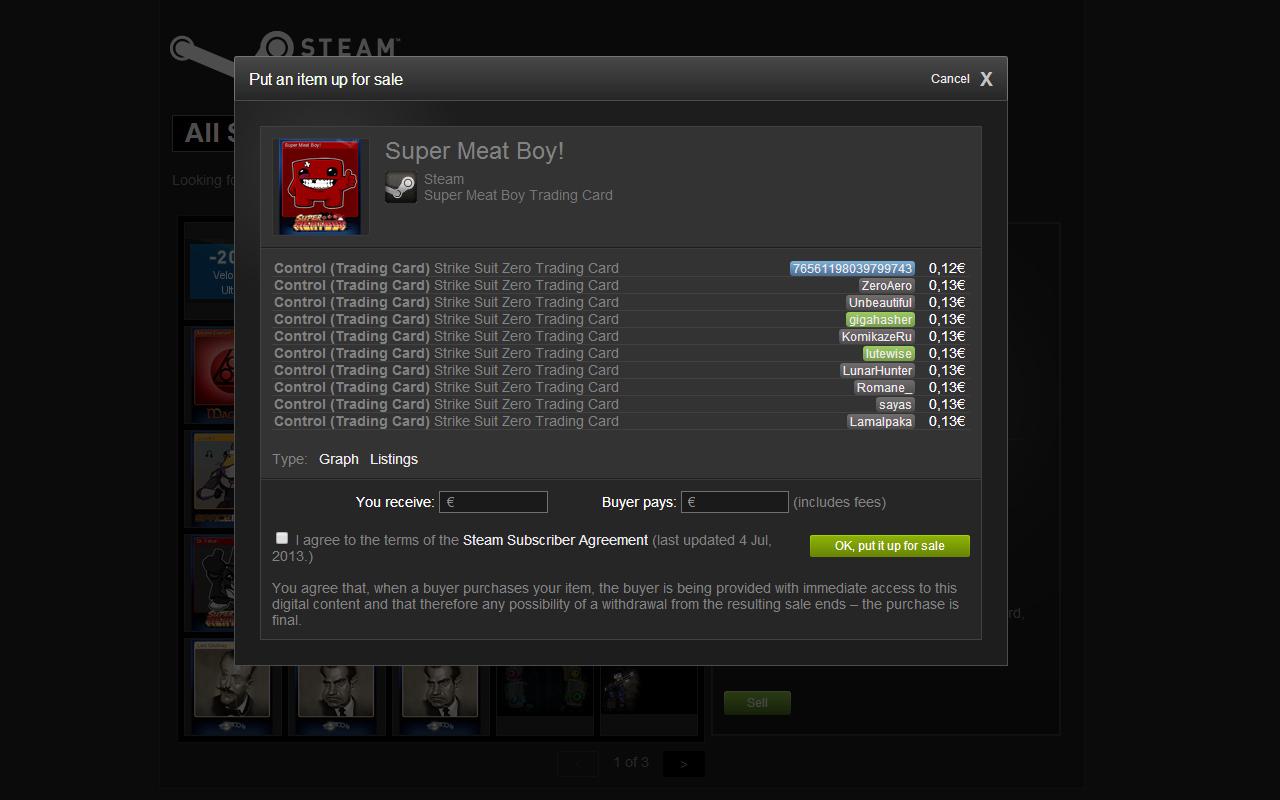 STEAM™
Put an item up for sale
Cancel X
All S
Looking fo
Super Meat Boy!
Super Meat Boy!
Steam
Super Meat Boy Trading Card
-20
Velo
Ult
Control (Trading Card) Strike Suit Zero Trading Card 76561198039799743 0,12€
Control (Trading Card) Strike Suit Zero Trading Card ZeroAero 0,13€
Control (Trading Card) Strike Suit Zero Trading Card Unbeautiful 0,13€
Control (Trading Card) Strike Suit Zero Trading Card gigahasher 0,13€
Control (Trading Card) Strike Suit Zero Trading Card KomikazeRu 0,13€
Control (Trading Card) Strike Suit Zero Trading Card lutewise 0,13€
Control (Trading Card) Strike Suit Zero Trading Card LunarHunter 0,13€
Control (Trading Card) Strike Suit Zero Trading Card Romane_ 0,13€
Control (Trading Card) Strike Suit Zero Trading Card sayas 0,13€
Control (Trading Card) Strike Suit Zero Trading Card Lamalpaka 0,13€
Type: Graph Listings
You receive: € Buyer pays: € (includes fees)
I agree to the terms of the Steam Subscriber Agreement (last updated 4 Jul,
2013.)
OK, put it up for sale
You agree that, when a buyer purchases your item, the buyer is being provided with immediate access to this
digital content and that therefore any possibility of a withdrawal from the resulting sale ends – the purchase is
final.
rd,
Sell
< 1 of 3 >